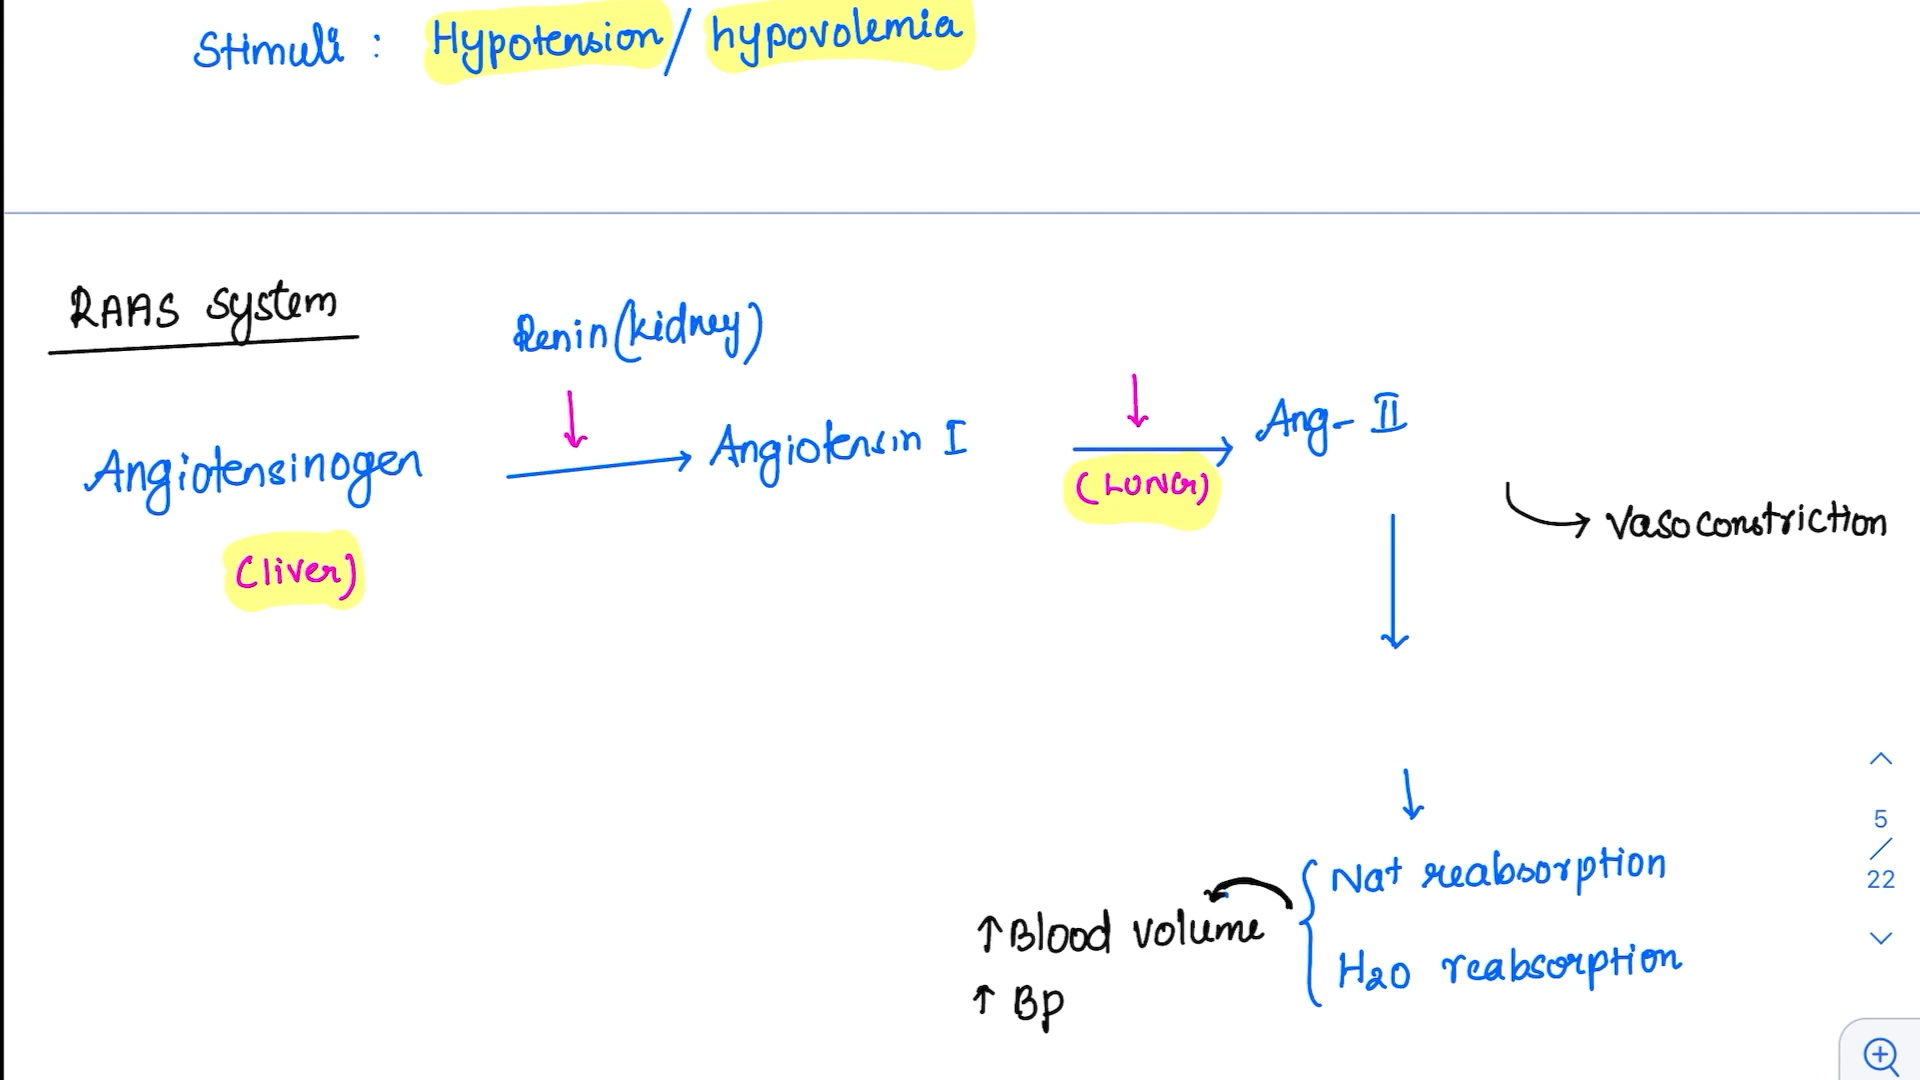 Stimuli : Hypotension / hypovolemia
RAAS System
Renin (kidney)
Angiotensinogen → Angiotensin I → Ang- II
(LUNG)
→ Vasoconstriction
(liver)
↓
↓
Na+ reabsorption
↑ Blood volume
H2O reabsorption
↑ Bp
5
/
22